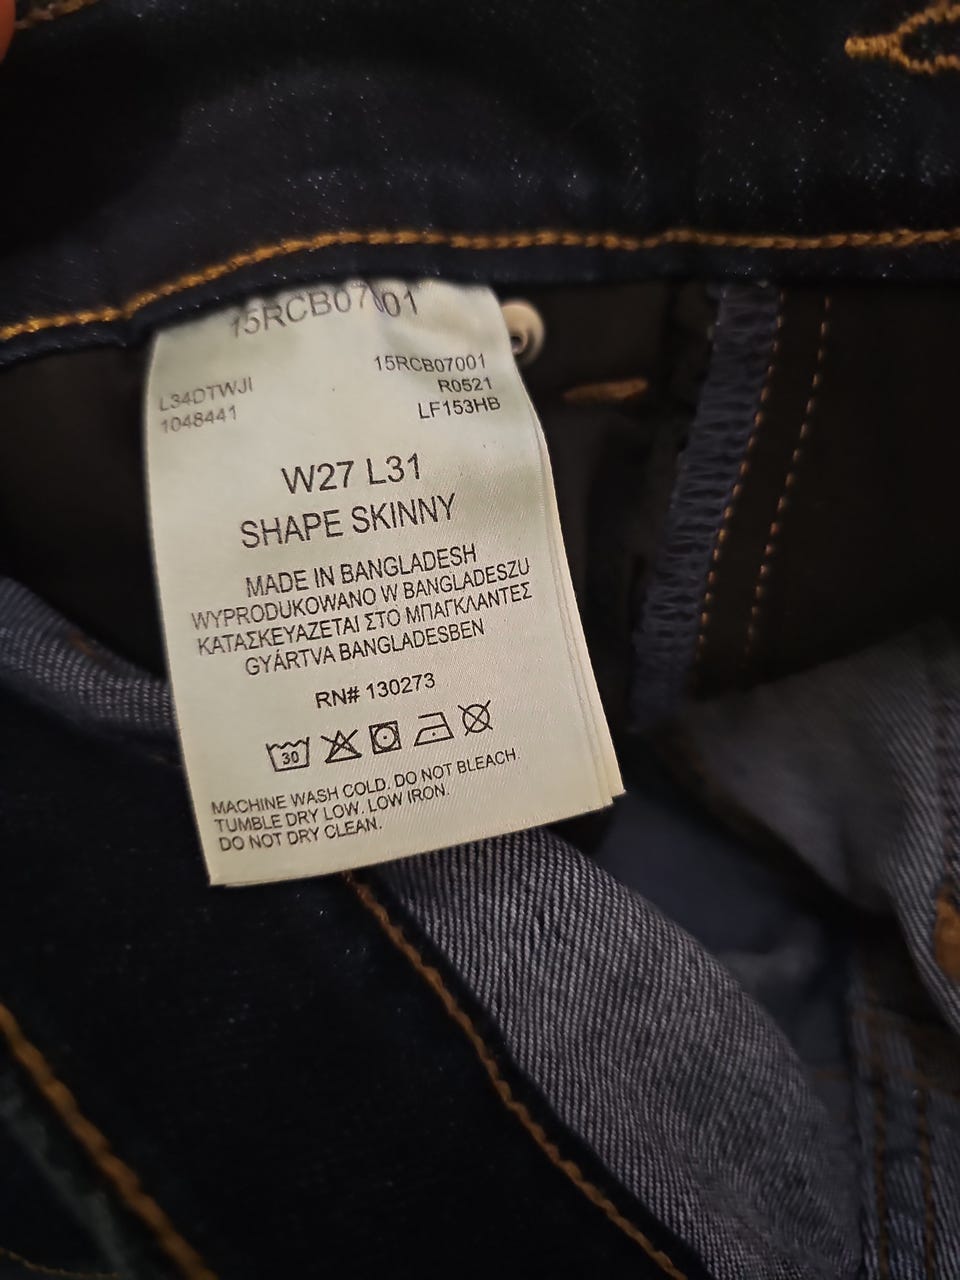 15RCB07001
15RCB07001
L34DTWJI R0521
1048441 LF153HB
W27 L31
SHAPE SKINNY
MADE IN BANGLADESH
WYPRODUKOWANO W BANGLADESZU
ΚΑΤΑΣΚΕΥΑΖΕΤΑΙ ΣΤΟ ΜΠΑΓΚΛΑΝΤΕΣ
GYÁRTVA BANGLADESBEN
RN# 130273
30
MACHINE WASH COLD. DO NOT BLEACH.
TUMBLE DRY LOW. LOW IRON.
DO NOT DRY CLEAN.